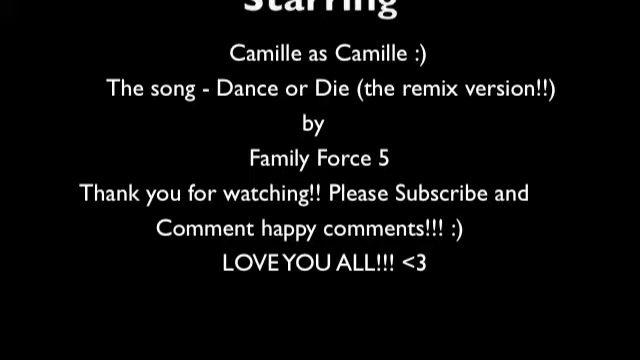 Starring
Camille as Camille :)
The song - Dance or Die (the remix version!!)
by
Family Force 5
Thank you for watching!! Please Subscribe and
Comment happy comments!!! :)
LOVE YOU ALL!!! <3